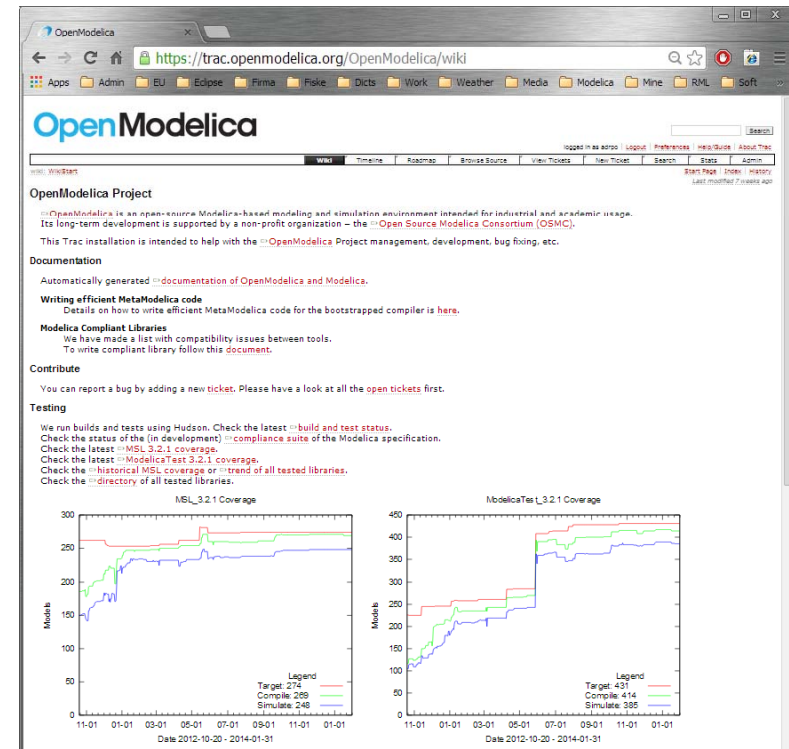 OpenModelica
https://trac.openmodelica.org/OpenModelica/wiki
Apps Admin EU Eclipse Firma Fiske Dicts Work Weather Media Modelica Mine RML Soft »
OpenModelica
Search
logged in as adrpo Logout Preferences Help/Guide About Trac
Wiki Timeline Roadmap Browse Source View Tickets New Ticket Search Stats Admin
wiki: WikiStart Start Page Index History
Last modified 7 weeks ago
OpenModelica Project
OpenModelica is an open-source Modelica-based modeling and simulation environment intended for industrial and academic usage.
Its long-term development is supported by a non-profit organization – the Open Source Modelica Consortium (OSMC).
This Trac installation is intended to help with the OpenModelica Project management, development, bug fixing, etc.
Documentation
Automatically generated documentation of OpenModelica and Modelica.
Writing efficient MetaModelica code
Details on how to write efficient MetaModelica code for the bootstrapped compiler is here.
Modelica Compliant Libraries
We have made a list with compatibility issues between tools.
To write compliant library follow this document.
Contribute
You can report a bug by adding a new ticket. Please have a look at all the open tickets first.
Testing
We run builds and tests using Hudson. Check the latest build and test status.
Check the status of the (in development) compliance suite of the Modelica specification.
Check the latest MSL 3.2.1 coverage.
Check the latest ModelicaTest 3.2.1 coverage.
Check the historical MSL coverage or trend of all tested libraries.
Check the directory of all tested libraries.
MSL_3.2.1 Coverage
300
250
200
150
100
50
0
Models
Legend
Target: 274
Compile: 269
Simulate: 248
11-01 01-01 03-01 05-01 07-01 09-01 11-01 01-01
Date 2012-10-20 - 2014-01-31
ModelicaTest_3.2.1 Coverage
450
400
350
300
250
200
150
100
50
0
Models
Legend
Target: 431
Compile: 414
Simulate: 385
11-01 01-01 03-01 05-01 07-01 09-01 11-01 01-01
Date 2012-10-20 - 2014-01-31